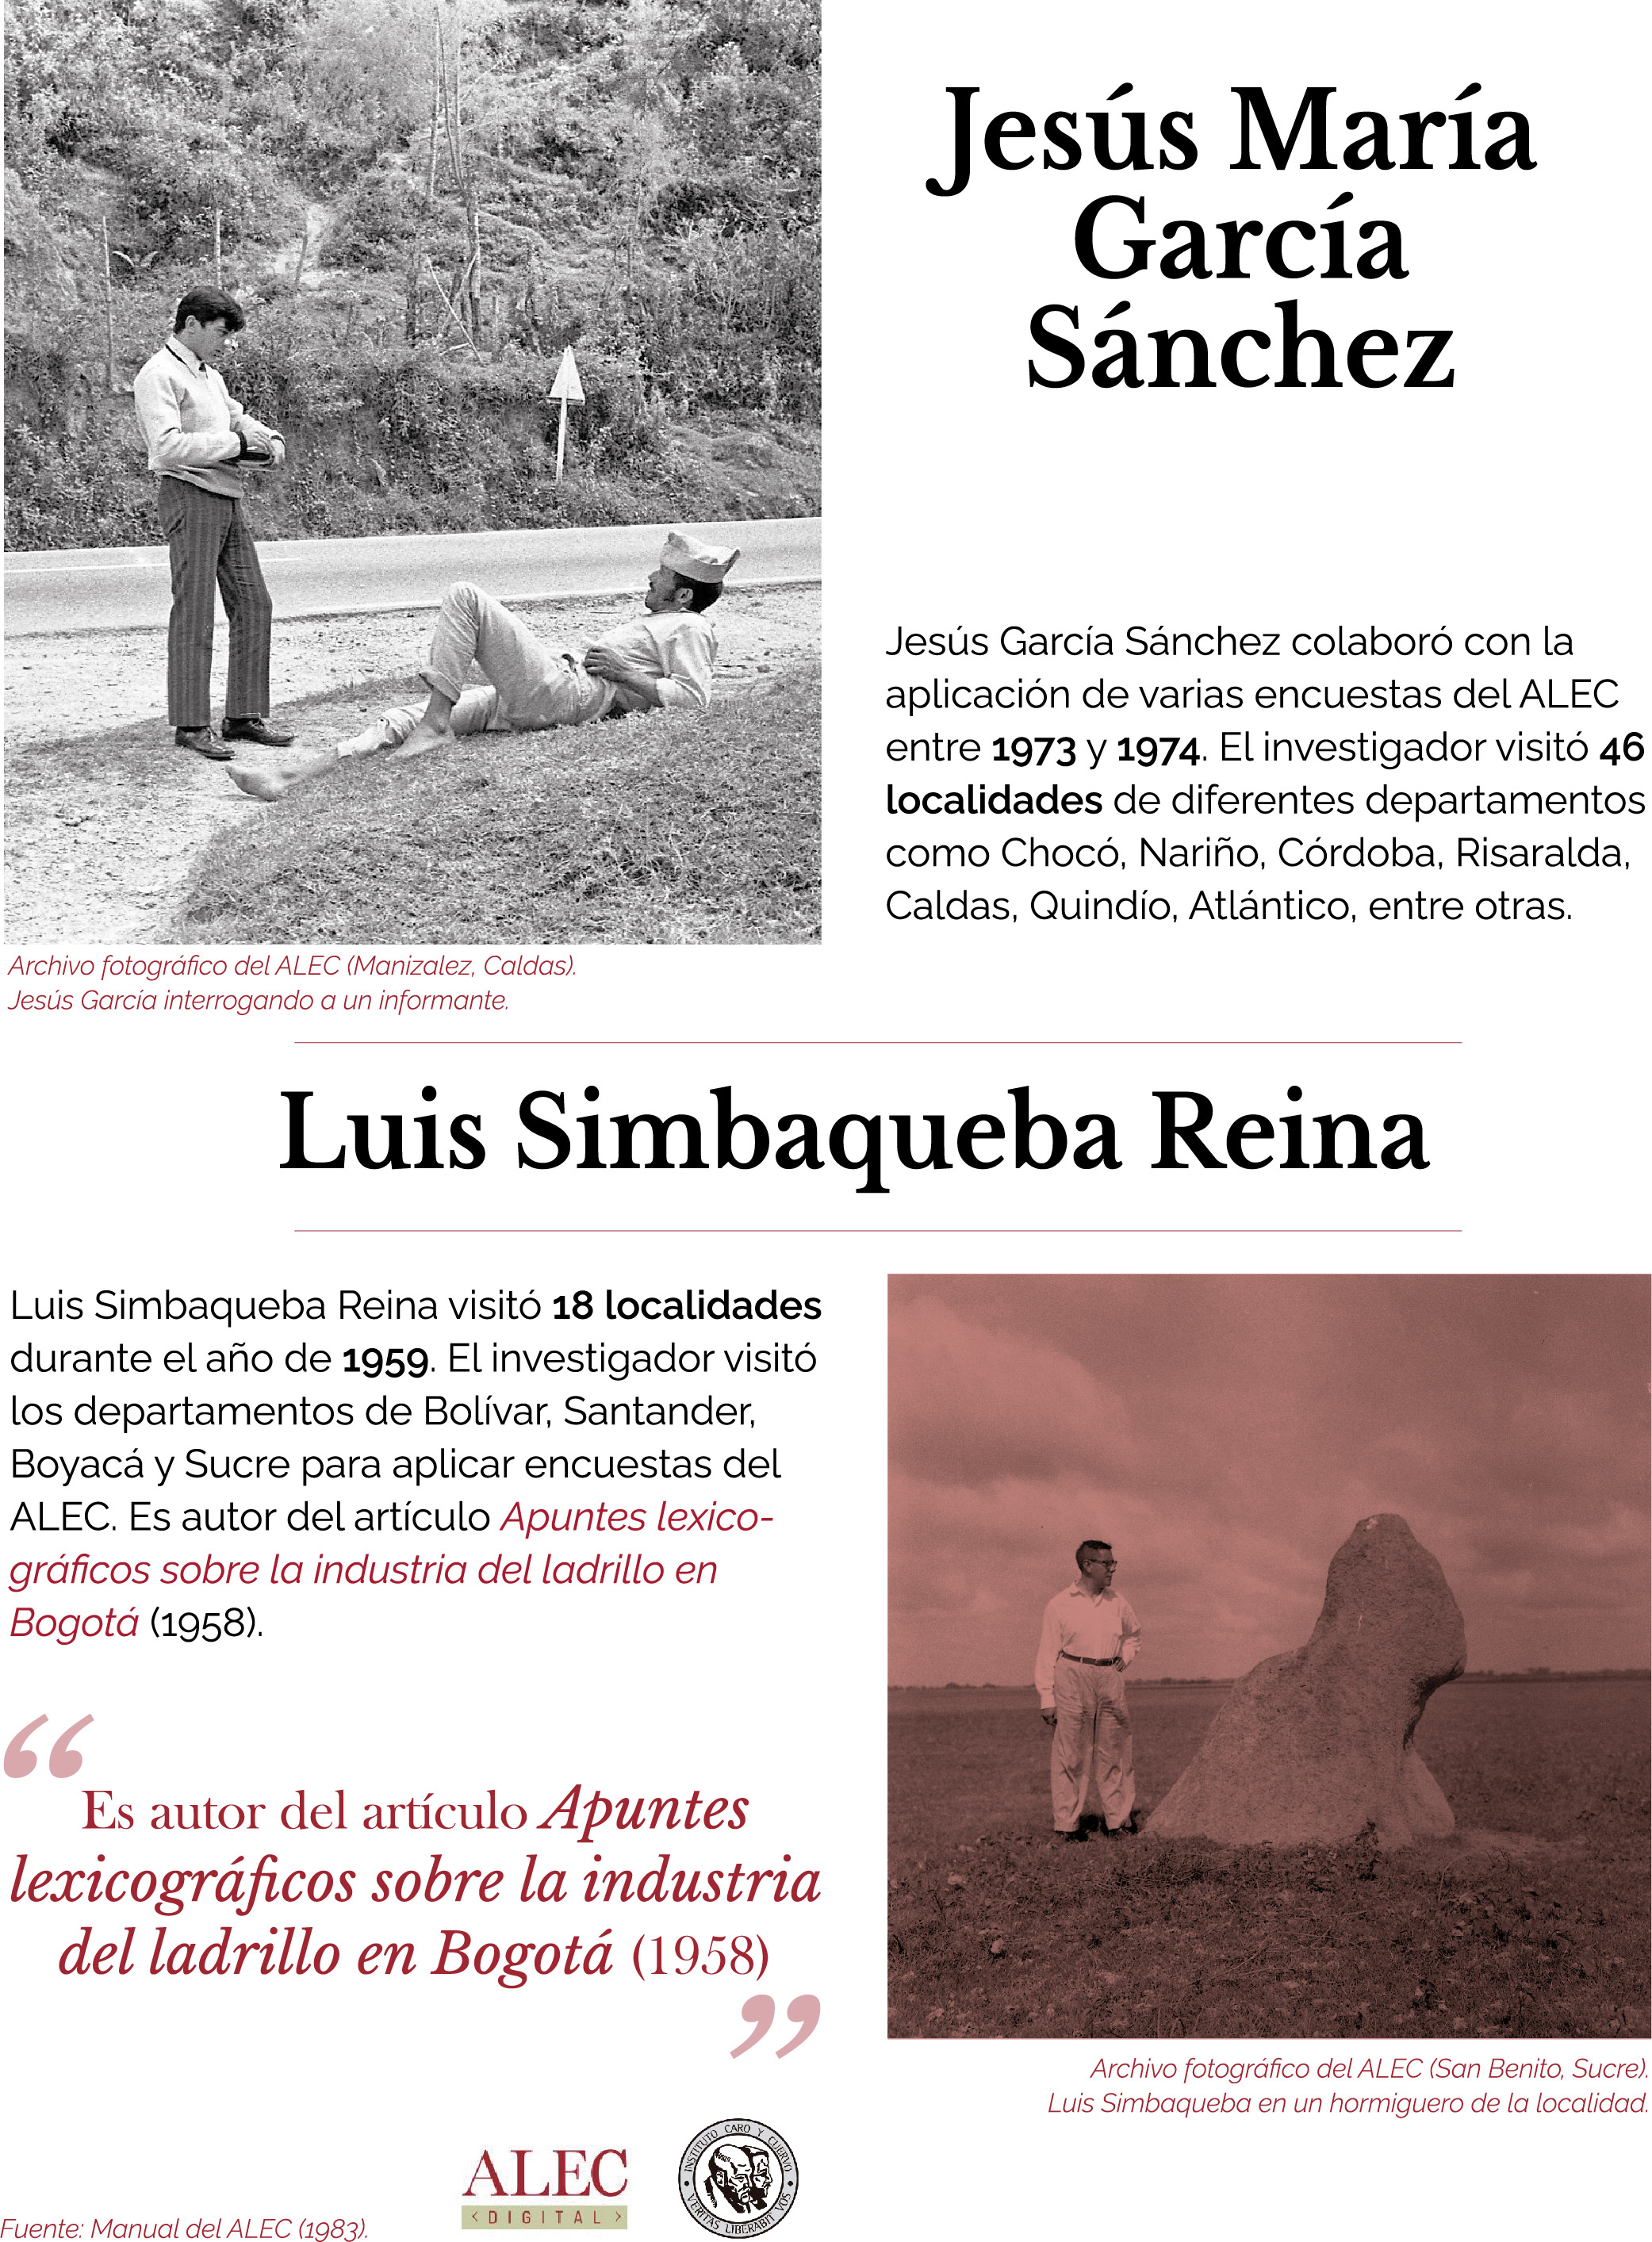 Jesús María
García
Sánchez
Jesús García Sánchez colaboró con la
aplicación de varias encuestas del ALEC
entre 1973 y 1974. El investigador visitó 46
localidades de diferentes departamentos
como Chocó, Nariño, Córdoba, Risaralda,
Caldas, Quindío, Atlántico, entre otras.
Archivo fotográfico del ALEC (Manizalez, Caldas).
Jesús García interrogando a un informante.
Luis Simbaqueba Reina
Luis Simbaqueba Reina visitó 18 localidades
durante el año de 1959. El investigador visitó
los departamentos de Bolívar, Santander,
Boyacá y Sucre para aplicar encuestas del
ALEC. Es autor del artículo Apuntes lexico-
gráficos sobre la industria del ladrillo en
Bogotá (1958).
“
Es autor del artículo Apuntes
lexicográficos sobre la industria
del ladrillo en Bogotá (1958)
”
Archivo fotográfico del ALEC (San Benito, Sucre).
Luis Simbaqueba en un hormiguero de la localidad.
ALEC
<DIGITAL>
INSTITUTO CARO Y CUERVO
VERITAS LIBERABIT VOS
Fuente: Manual del ALEC (1983).